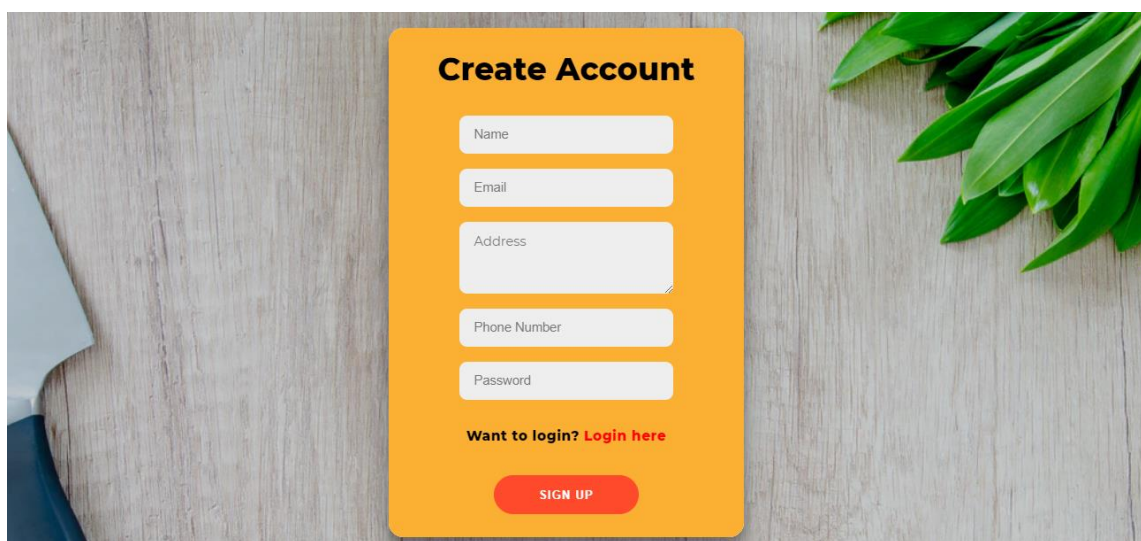 Create Account
Name
Email
Address
Phone Number
Password
Want to login? Login here
SIGN UP